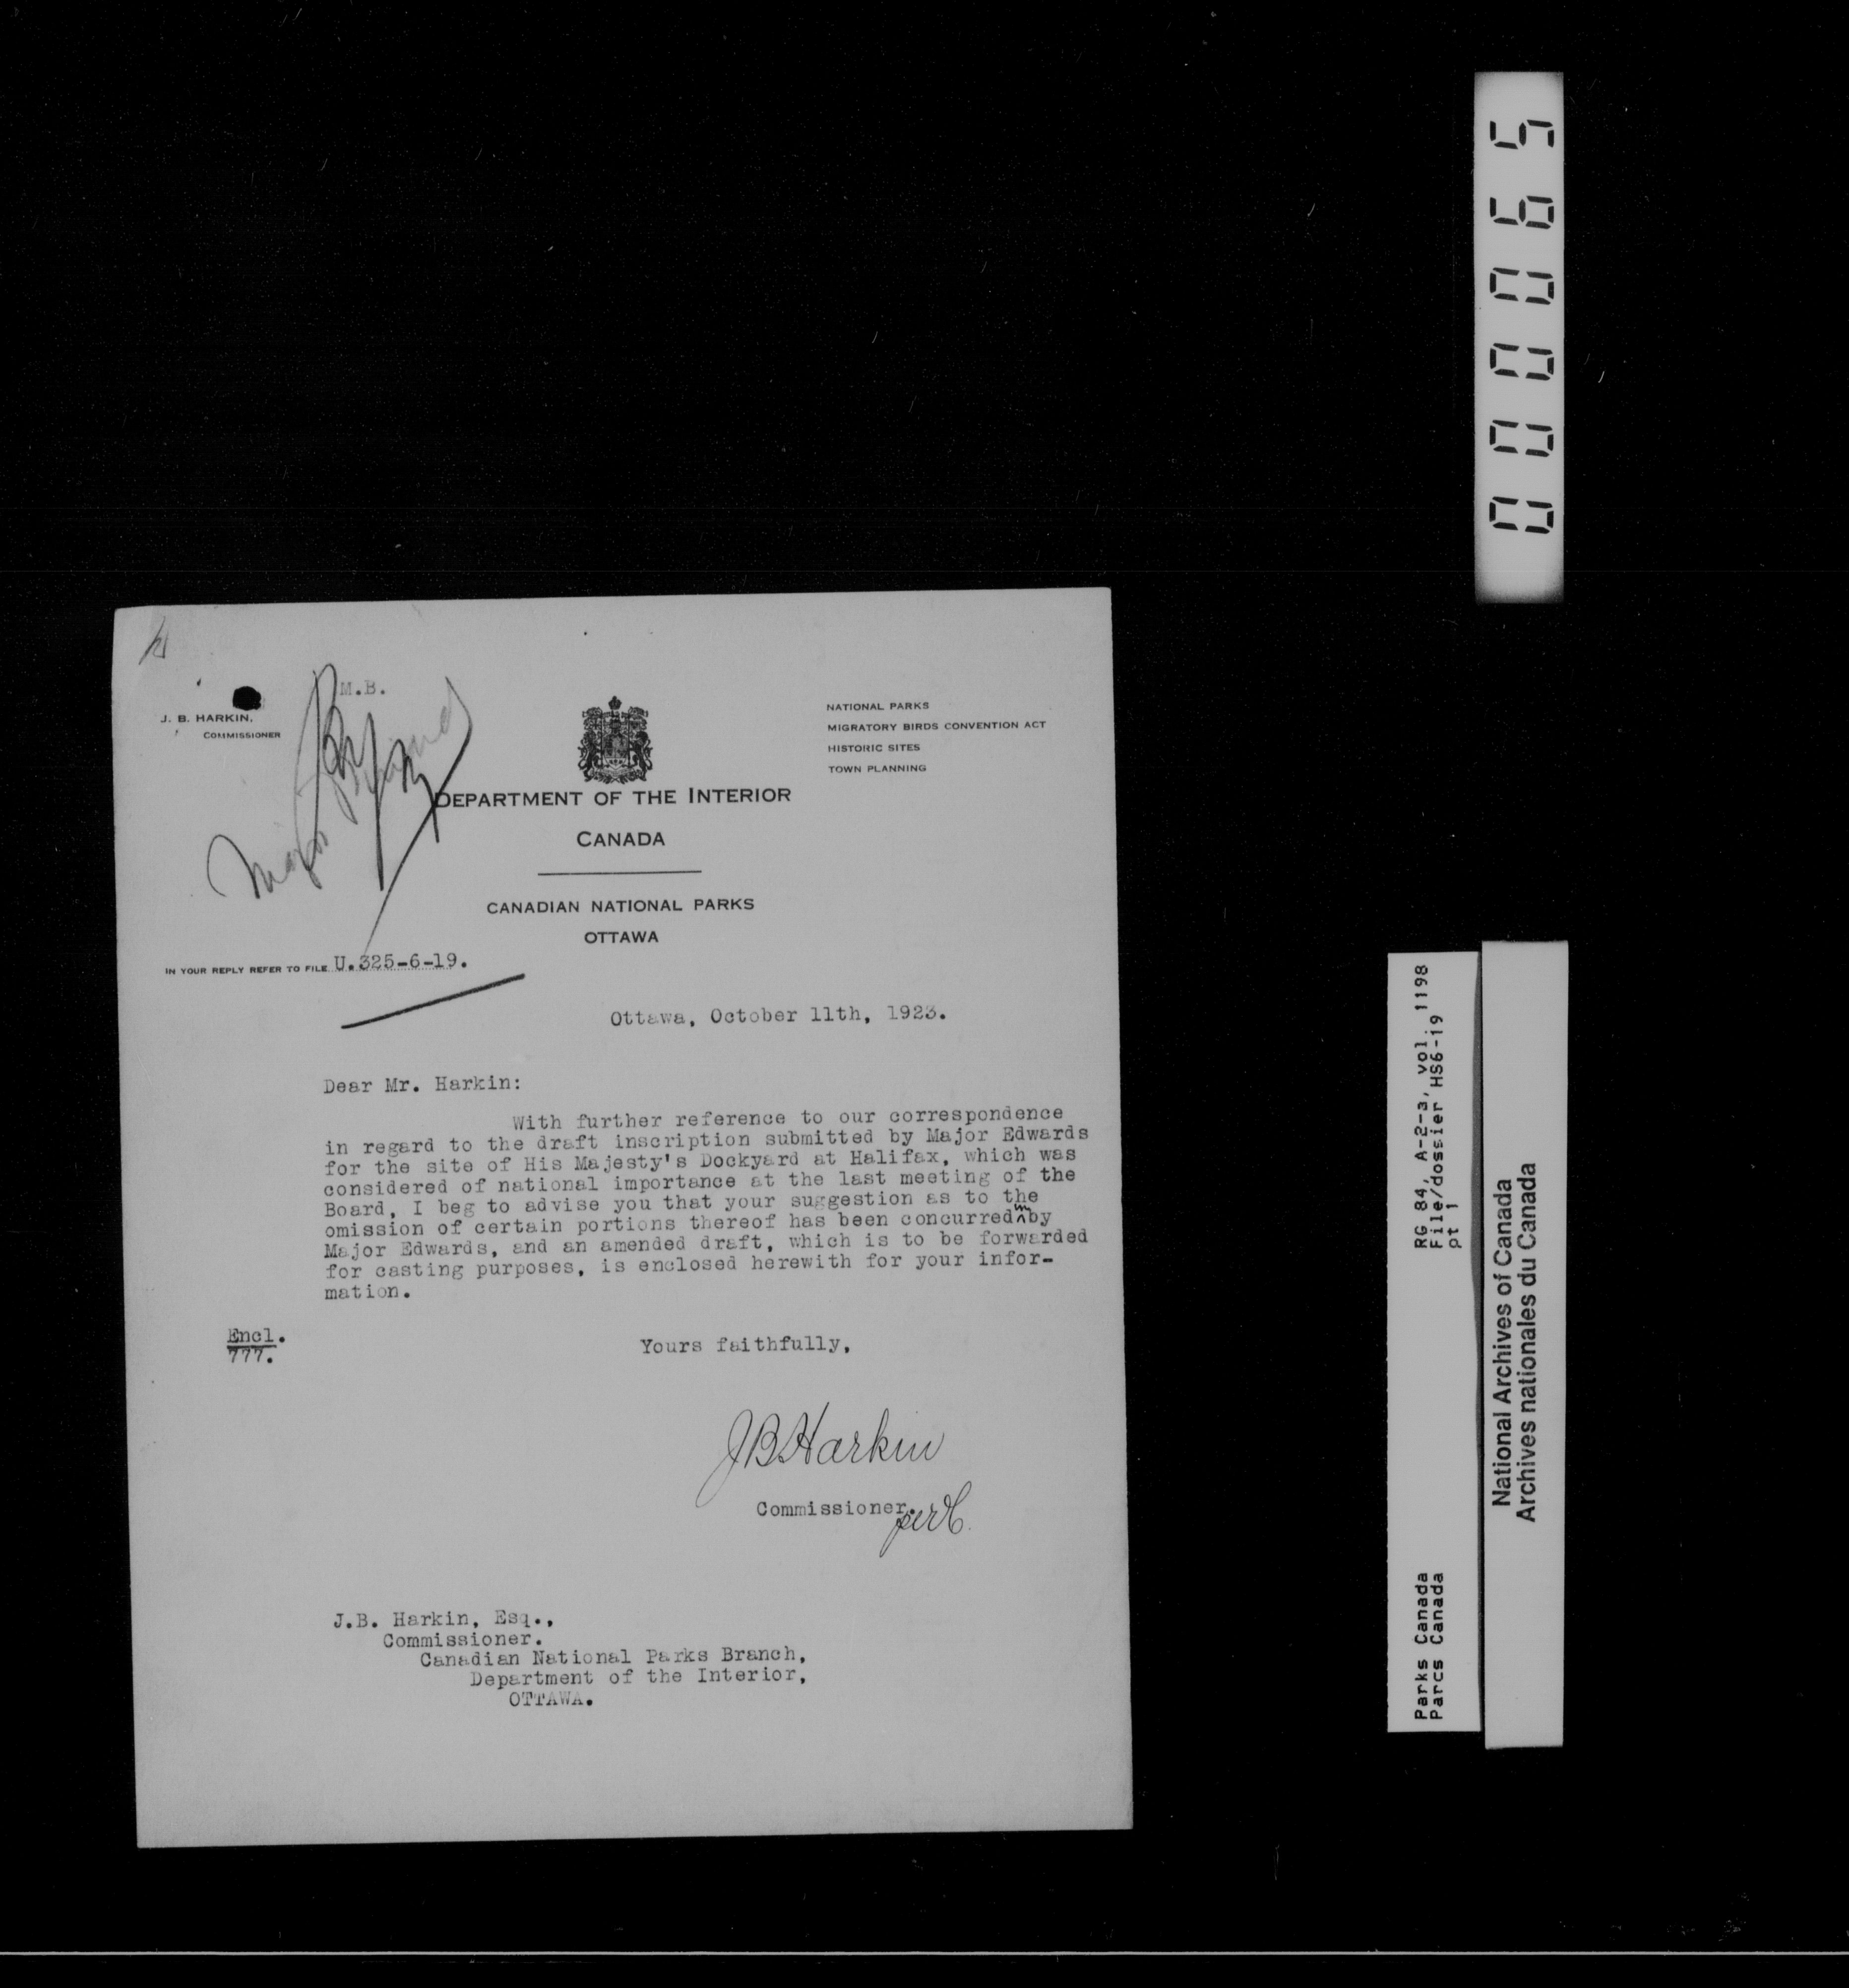 M.B.
J. B. HARKIN,
COMMISSIONER
NATIONAL PARKS
MIGRATORY BIRDS CONVENTION ACT
HISTORIC SITES
TOWN PLANNING
Major
DEPARTMENT OF THE INTERIOR
CANADA
CANADIAN NATIONAL PARKS
OTTAWA
IN YOUR REPLY REFER TO FILE U.325-6-19.
Ottawa, October 11th, 1923.
Dear Mr. Harkin:
With further reference to our correspondence
in regard to the draft inscription submitted by Major Edwards
for the site of His Majesty's Dockyard at Halifax, which was
considered of national importance at the last meeting of the
Board, I beg to advise you that your suggestion as to the
omission of certain portions thereof has been concurred in by
Major Edwards, and an amended draft, which is to be forwarded
for casting purposes, is enclosed herewith for your infor-
mation.
Encl.
777.
Yours faithfully,
JBHarkin
Commissioner.
per C.
J.B. Harkin, Esq.,
Commissioner.
Canadian National Parks Branch,
Department of the Interior,
OTTAWA.
000065
RG 84, A-2-3, vol. 1198
File/dossier HS6-19
pt 1
Parks Canada
Parcs Canada
National Archives of Canada
Archives nationales du Canada